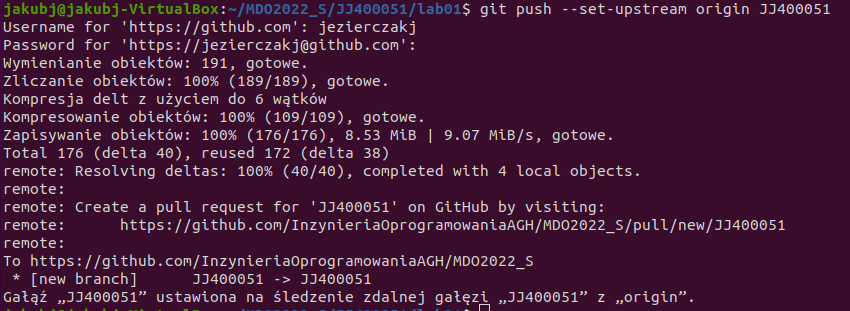 jakubj@jakubj-VirtualBox:~/MDO2022_S/JJ400051/lab01$ git push --set-upstream origin JJ400051
Username for 'https://github.com': jezierczakj
Password for 'https://jezierczakj@github.com':
Wymienianie obiektów: 191, gotowe.
Zliczanie obiektów: 100% (189/189), gotowe.
Kompresja delt z użyciem do 6 wątków
Kompresowanie obiektów: 100% (109/109), gotowe.
Zapisywanie obiektów: 100% (176/176), 8.53 MiB | 9.07 MiB/s, gotowe.
Total 176 (delta 40), reused 172 (delta 38)
remote: Resolving deltas: 100% (40/40), completed with 4 local objects.
remote:
remote: Create a pull request for 'JJ400051' on GitHub by visiting:
remote:      https://github.com/InzynieriaOprogramowaniaAGH/MDO2022_S/pull/new/JJ400051
remote:
To https://github.com/InzynieriaOprogramowaniaAGH/MDO2022_S
 * [new branch]      JJ400051 -> JJ400051
Gałąź „JJ400051” ustawiona na śledzenie zdalnej gałęzi „JJ400051” z „origin”.